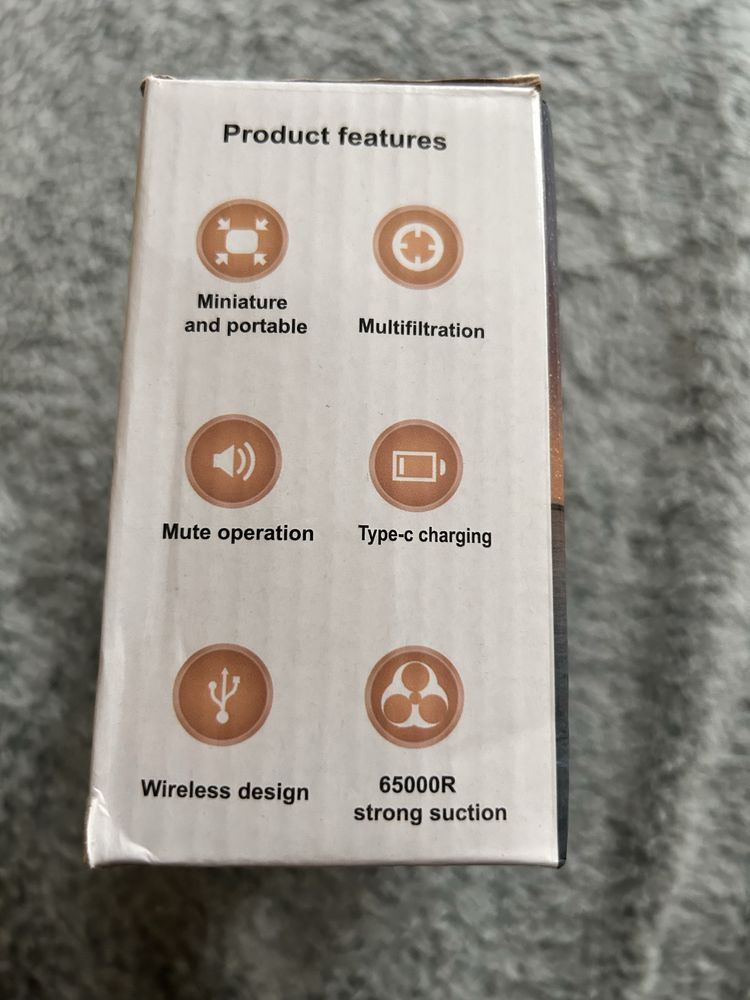 Product features
Miniature
and portable
Multifiltration
Mute operation
Type-c charging
Wireless design
65000R
strong suction